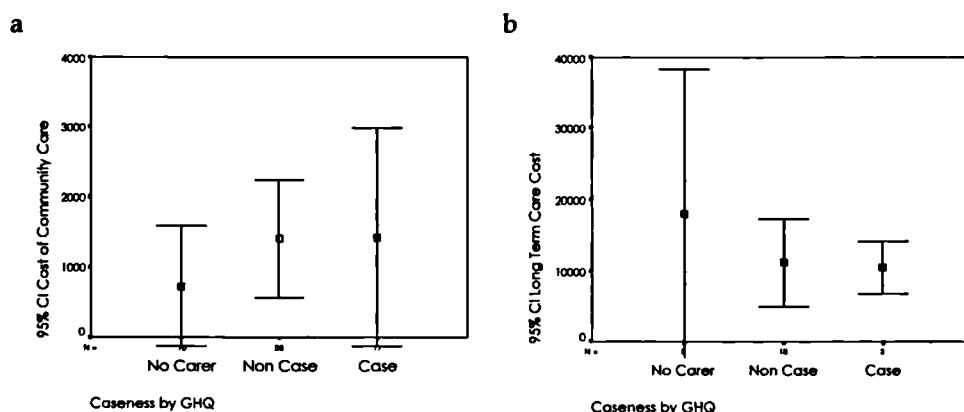 a
b
4000
3000
2000
1000
0
95% CI Cost of Community Care
N =
No Carer
Non Case
Case
Caseness by GHQ
40000
30000
20000
10000
0
95% CI Long Term Care Cost
N =
No Carer
Non Case
Case
Caseness by GHQ